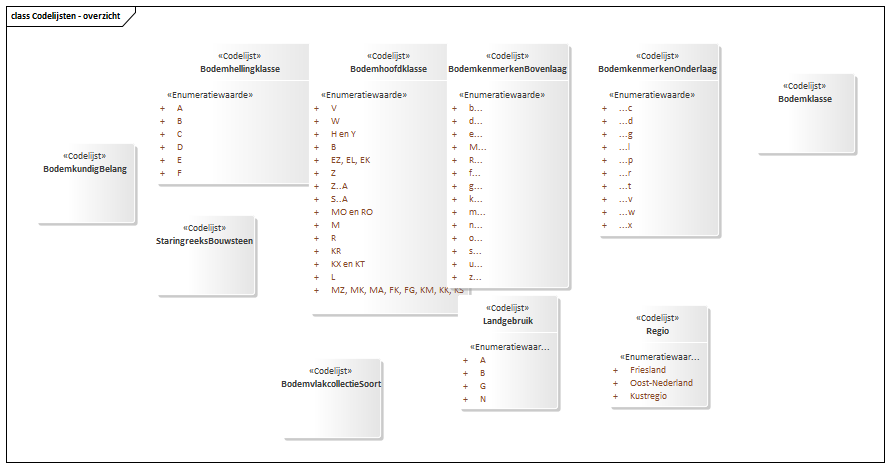 class Codelijsten - overzicht
«Codelijst»
Bodemhellingklasse
«Enumeratiewaarde»
+ A
+ B
+ C
+ D
+ E
+ F
«Codelijst»
Bodemhoofdklasse
«Enumeratiewaarde»
+ V
+ W
+ H en Y
+ B
+ EZ, EL, EK
+ Z
+ Z..A
+ S..A
+ MO en RO
+ M
+ R
+ KR
+ KX en KT
+ L
+ MZ, MK, MA, FK, FG, KM, KK, KS
«Codelijst»
BodemkenmerkenBovenlaag
«Enumeratiewaarde»
+ b...
+ d...
+ e...
+ M...
+ R...
+ f...
+ g...
+ k...
+ m...
+ n...
+ o...
+ s...
+ u...
+ z...
«Codelijst»
BodemkenmerkenOnderlaag
«Enumeratiewaarde»
+ ...c
+ ...d
+ ...g
+ ...l
+ ...p
+ ...r
+ ...t
+ ...v
+ ...w
+ ...x
«Codelijst»
Bodemklasse
«Codelijst»
BodemkundigBelang
«Codelijst»
StaringreeksBouwsteen
«Codelijst»
Landgebruik
«Enumeratiewaar...
+ A
+ B
+ G
+ N
«Codelijst»
Regio
«Enumeratiewaar...
+ Friesland
+ Oost-Nederland
+ Kustregio
«Codelijst»
BodemvlakcollectieSoort